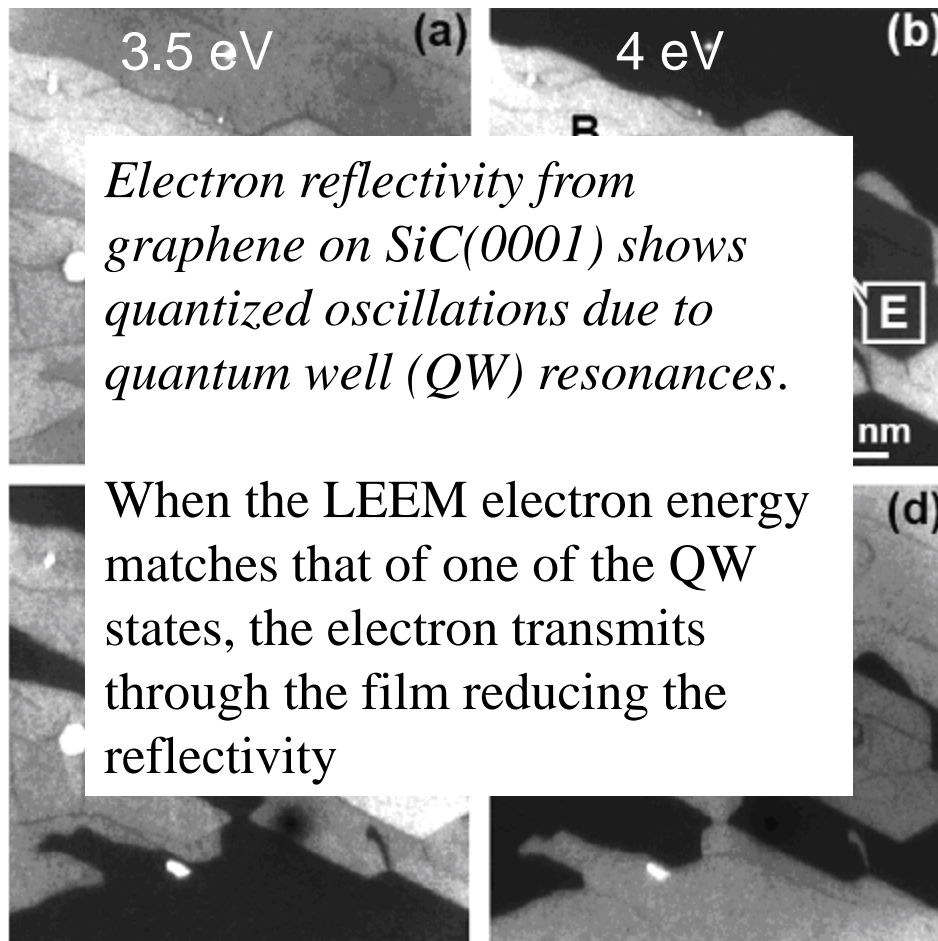 3.5 eV
(a)
4 eV
(b)
B
Electron reflectivity from
graphene on SiC(0001) shows
quantized oscillations due to
quantum well (QW) resonances.
E
nm
When the LEEM electron energy
matches that of one of the QW
states, the electron transmits
through the film reducing the
reflectivity
(d)